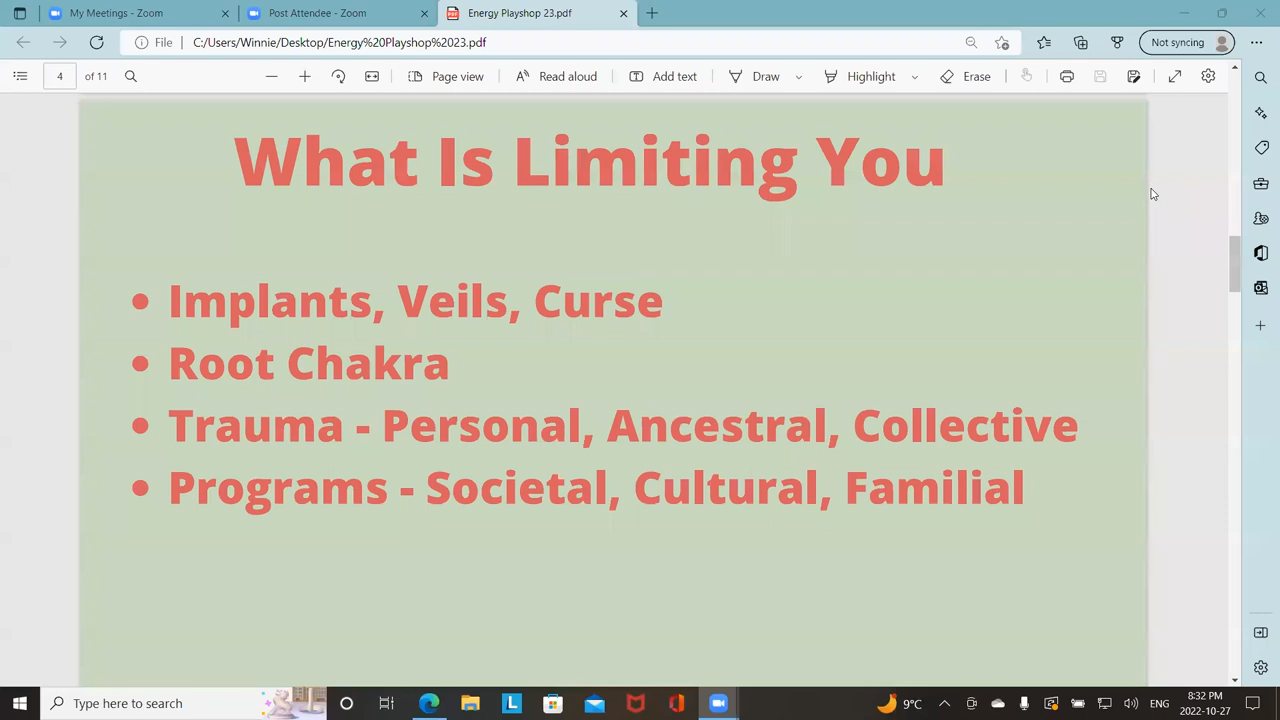 My Meetings - Zoom
Post Attendee - Zoom
Energy Playshop 23.pdf
File
C:/Users/Winnie/Desktop/Energy%20Playshop%2023.pdf
Not syncing
4 of 11
Page view
Read aloud
Add text
Draw
Highlight
Erase
What Is Limiting You
• Implants, Veils, Curse
• Root Chakra
• Trauma - Personal, Ancestral, Collective
• Programs - Societal, Cultural, Familial
Type here to search
9°C
ENG
8:32 PM
2022-10-27